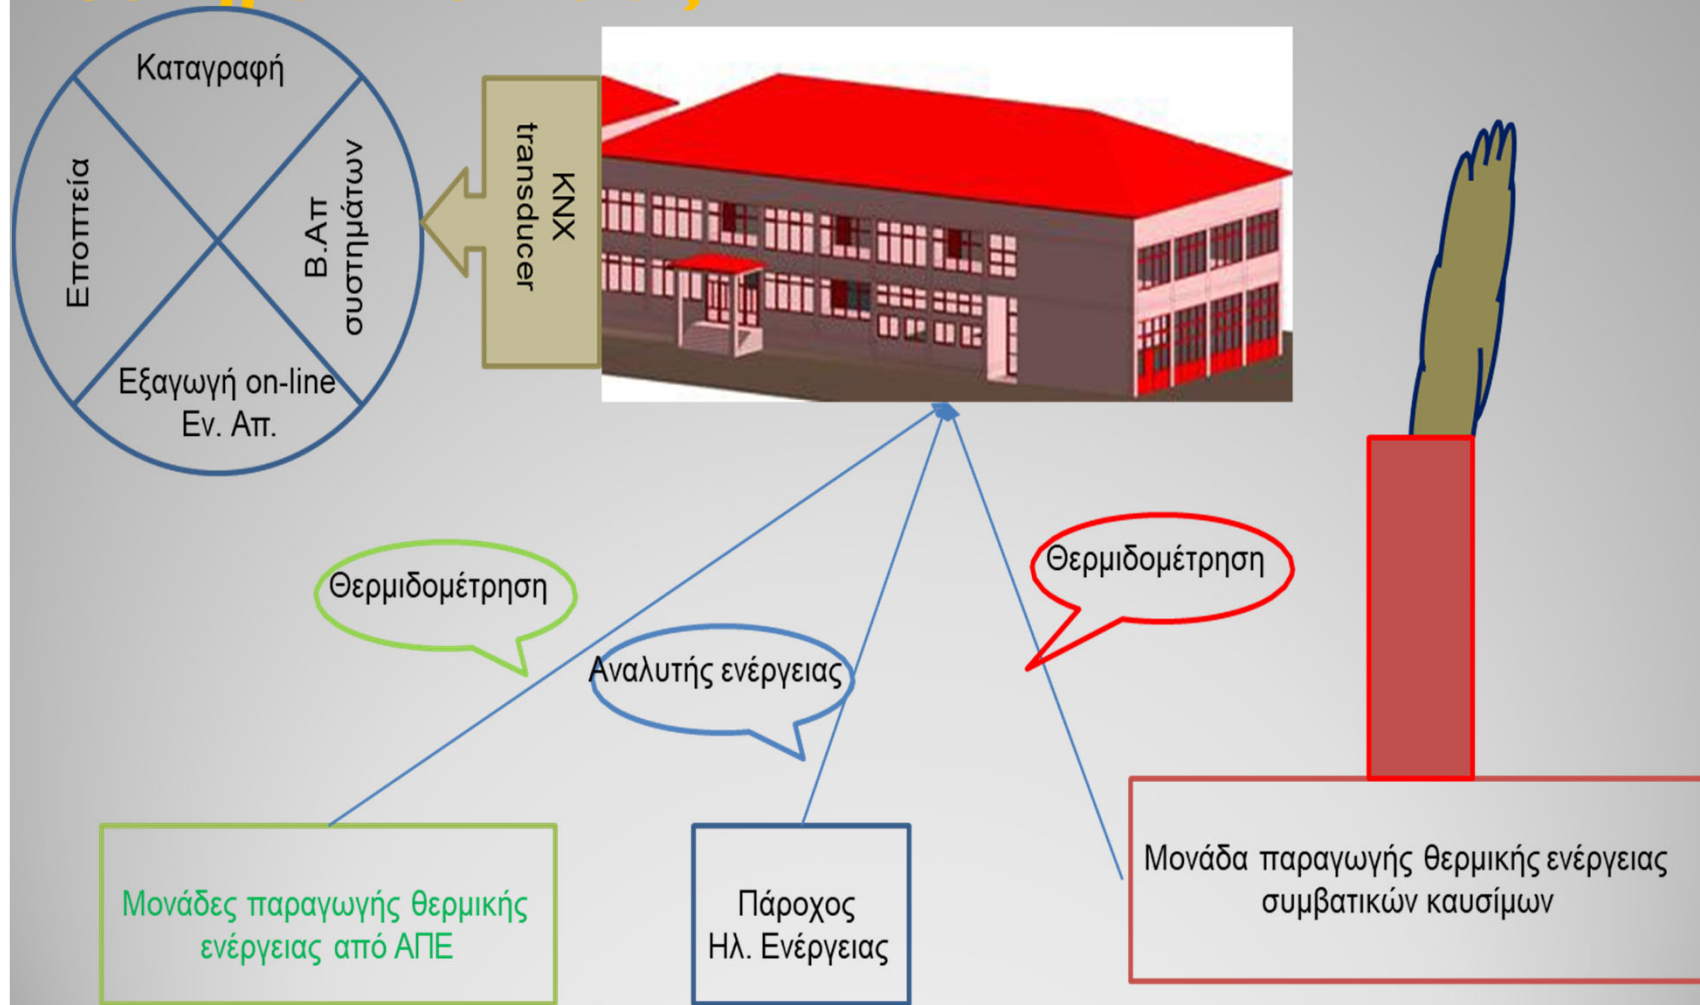 Καταγραφή
Εποπτεία
Β.Απ
συστημάτων
Εξαγωγή on-line
Εν. Απ.
KNX
transducer
Θερμιδομέτρηση
Αναλυτής ενέργειας
Θερμιδομέτρηση
Μονάδες παραγωγής θερμικής
ενέργειας από ΑΠΕ
Πάροχος
Ηλ. Ενέργειας
Μονάδα παραγωγής θερμικής ενέργειας
συμβατικών καυσίμων